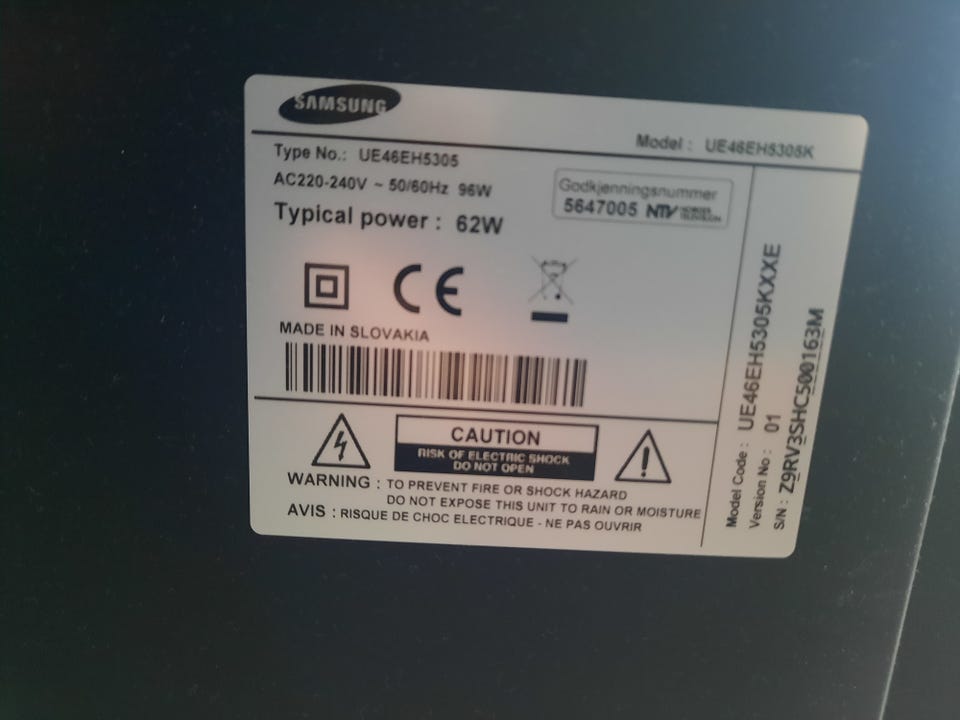 SAMSUNG
Model : UE46EH5305K
Type No.: UE46EH5305
AC220-240V ~ 50/60Hz 96W
Typical power : 62W
Godkjenningsnummer
5647005 NTV NORGES TELEVISION
CE
MADE IN SLOVAKIA
CAUTION
RISK OF ELECTRIC SHOCK
DO NOT OPEN
WARNING : TO PREVENT FIRE OR SHOCK HAZARD
DO NOT EXPOSE THIS UNIT TO RAIN OR MOISTURE
AVIS : RISQUE DE CHOC ELECTRIQUE - NE PAS OUVRIR
Model Code : UE46EH5305KXXE
Version No : 01
S/N : Z9RV3SHC500163M